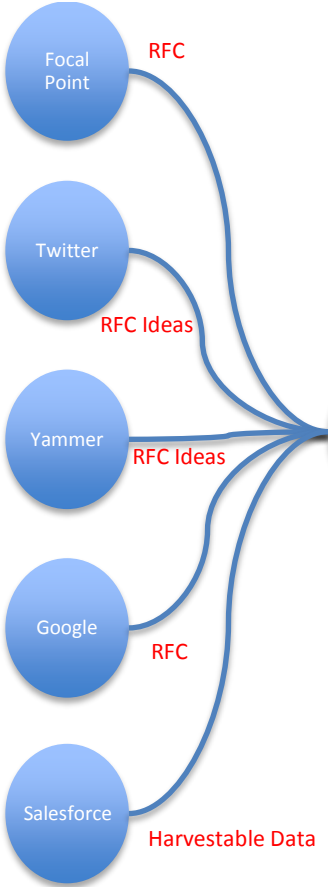 RFC
Focal
Point
Twitter
RFC Ideas
Yammer
RFC Ideas
Google
RFC
Salesforce
Harvestable Data